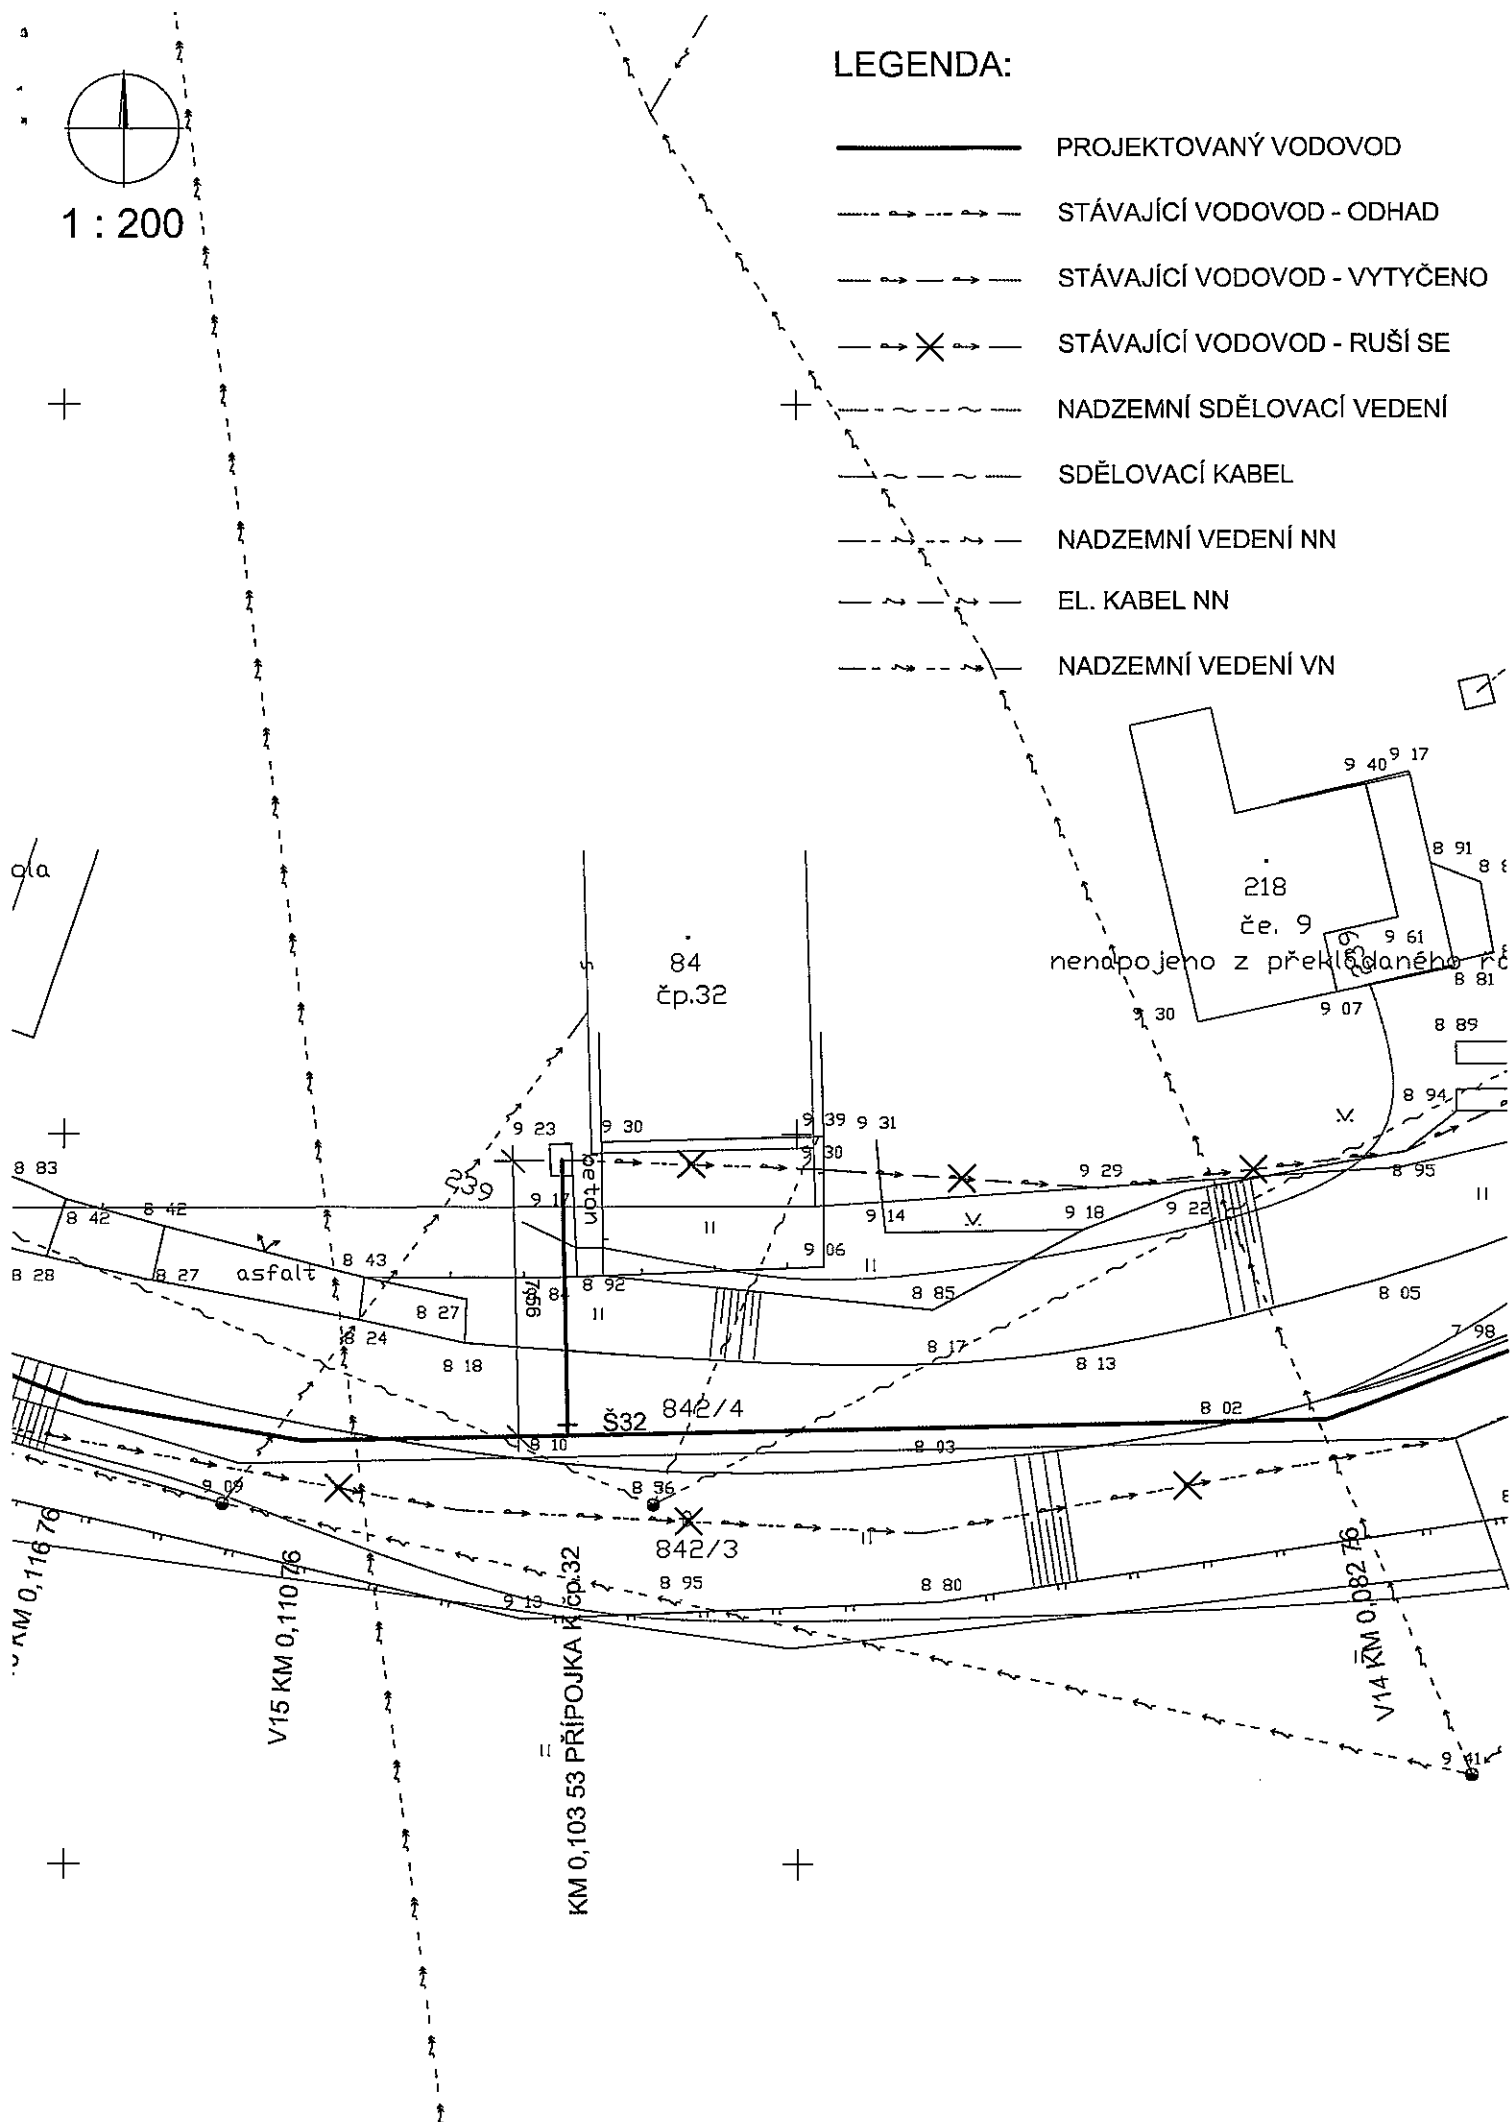 LEGENDA:
PROJEKTOVANÝ VODOVOD
STÁVAJÍCÍ VODOVOD - ODHAD
STÁVAJÍCÍ VODOVOD - VYTYČENO
STÁVAJÍCÍ VODOVOD - RUŠÍ SE
NADZEMNÍ SDĚLOVACÍ VEDENÍ
SDĚLOVACÍ KABEL
NADZEMNÍ VEDENÍ NN
EL. KABEL NN
NADZEMNÍ VEDENÍ VN
1 : 200
9 40
9 17
8 91
218
če. 9
9 61
nenapojeno z překládaného
8 81
9 07
9 30
8 89
8 94
84
čp.32
9 23
9 30
9 39
9 31
9 30
beton
239
9 17
9 29
8 95
8 83
8 42
8 42
9 14
9 18
9 22
9 06
8 43
asfalt
8 28
8 27
8 92
8 84
7,56
8 85
8 05
8 27
8 24
8 18
8 17
8 13
7 98
842/4
Š32
8 02
8 10
8 03
9 09
8 96
842/3
8 95
8 80
9 13
KM 0,116 76
V15 KM 0,110 76
KM 0,103 53 PŘÍPOJKA K čp.32
V14 KM 0,082 76
9 41